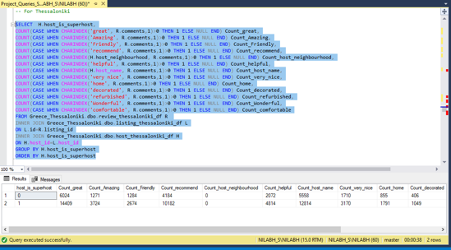 Project_Queries_S...ABH_S\NILABH (60))*
-- For Thessaloniki
SELECT H.host_is_superhost,
COUNT(CASE WHEN CHARINDEX('great', R.comments,1)>0 THEN 1 ELSE NULL END) Count_great,
COUNT(CASE WHEN CHARINDEX('Amazing', R.comments,1)>0 THEN 1 ELSE NULL END) Count_Amazing,
COUNT(CASE WHEN CHARINDEX('friendly', R.comments,1)>0 THEN 1 ELSE NULL END) Count_Friendly,
COUNT(CASE WHEN CHARINDEX('recommend', R.comments,1)>0 THEN 1 ELSE NULL END) Count_recommend,
COUNT(CASE WHEN CHARINDEX(H.host_neighbourhood, R.comments,1)>0 THEN 1 ELSE NULL END) Count_host_neighbourhood,
COUNT(CASE WHEN CHARINDEX('helpful', R.comments,1)>0 THEN 1 ELSE NULL END) Count_helpful,
COUNT(CASE WHEN CHARINDEX(H.host_name, R.comments,1)>0 THEN 1 ELSE NULL END) Count_host_name,
COUNT(CASE WHEN CHARINDEX('very nice', R.comments,1)>0 THEN 1 ELSE NULL END) Count_very_nice,
COUNT(CASE WHEN CHARINDEX('home', R.comments,1)>0 THEN 1 ELSE NULL END) Count_home,
COUNT(CASE WHEN CHARINDEX('decorated', R.comments,1)>0 THEN 1 ELSE NULL END) Count_decorated,
COUNT(CASE WHEN CHARINDEX('refurbished', R.comments,1)>0 THEN 1 ELSE NULL END) Count_refurbished,
COUNT(CASE WHEN CHARINDEX('Wonderful', R.comments,1)>0 THEN 1 ELSE NULL END) Count_Wonderful,
COUNT(CASE WHEN CHARINDEX('comfortable', R.comments,1)>0 THEN 1 ELSE NULL END) Count_comfortable
FROM Greece_Thessaloniki.dbo.review_thessaloniki_df R
INNER JOIN Greece_Thessaloniki.dbo.listing_thessaloniki_df L
ON L.id=R.listing_id
INNER JOIN Greece_Thessaloniki.dbo.host_thessaloniki_df H
ON H.host_id=L.host_id
GROUP BY H.host_is_superhost
ORDER BY H.host_is_superhost
100 %
Results Messages
host_is_superhost Count_great Count_Amazing Count_Friendly Count_recommend Count_host_neighbourhood Count_helpful Count_host_name Count_very_nice Count_home Count_decorated
1 0 6024 1271 1284 4184 0 2072 5558 1710 855 406
2 1 14408 3724 2674 10182 0 4814 12014 3110 1791 1049
Query executed successfully. NILABH_S (15.0 RTM) NILABH_S\NILABH (60) master 00:00:38 2 rows